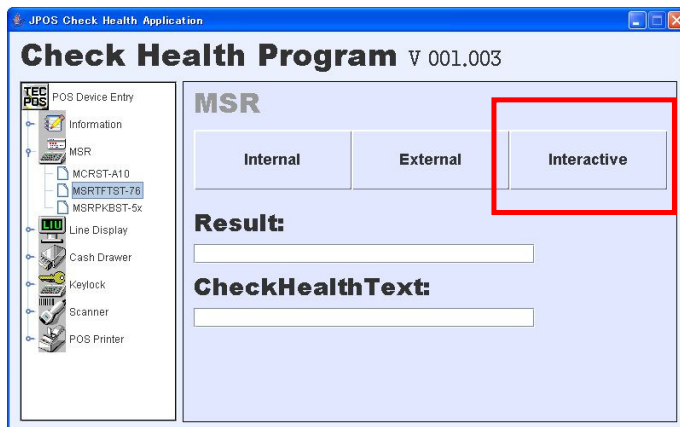 JPOS Check Health Application
Check Health Program V 001.003
TEC
POS
POS Device Entry
Information
MSR
MCRST-A10
MSRTFTST-76
MSRPKBST-5x
LIU
Line Display
Cash Drawer
Keylock
Scanner
POS Printer
MSR
Internal
External
Interactive
Result:
CheckHealthText: